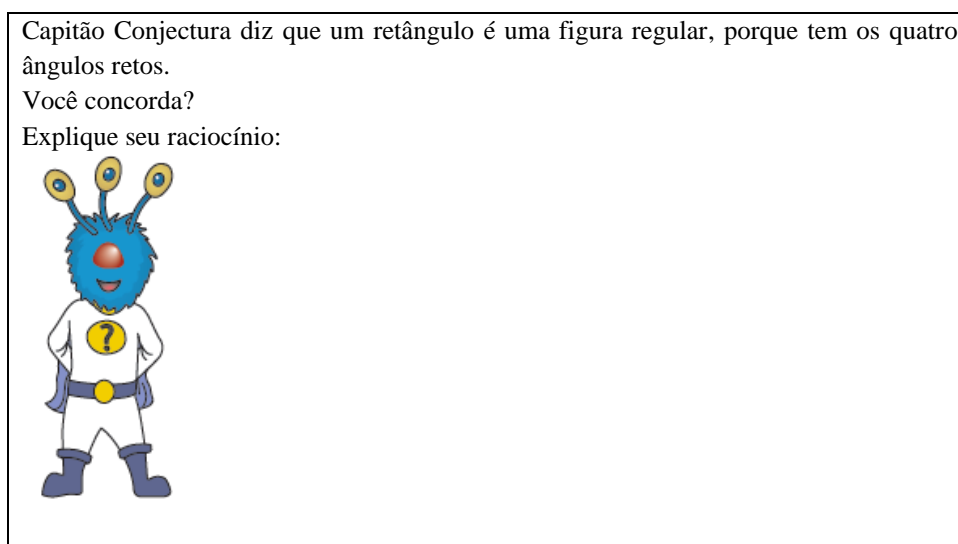 Capitão Conjectura diz que um retângulo é uma figura regular, porque tem os quatro
ângulos retos.
Você concorda?
Explique seu raciocínio:
?